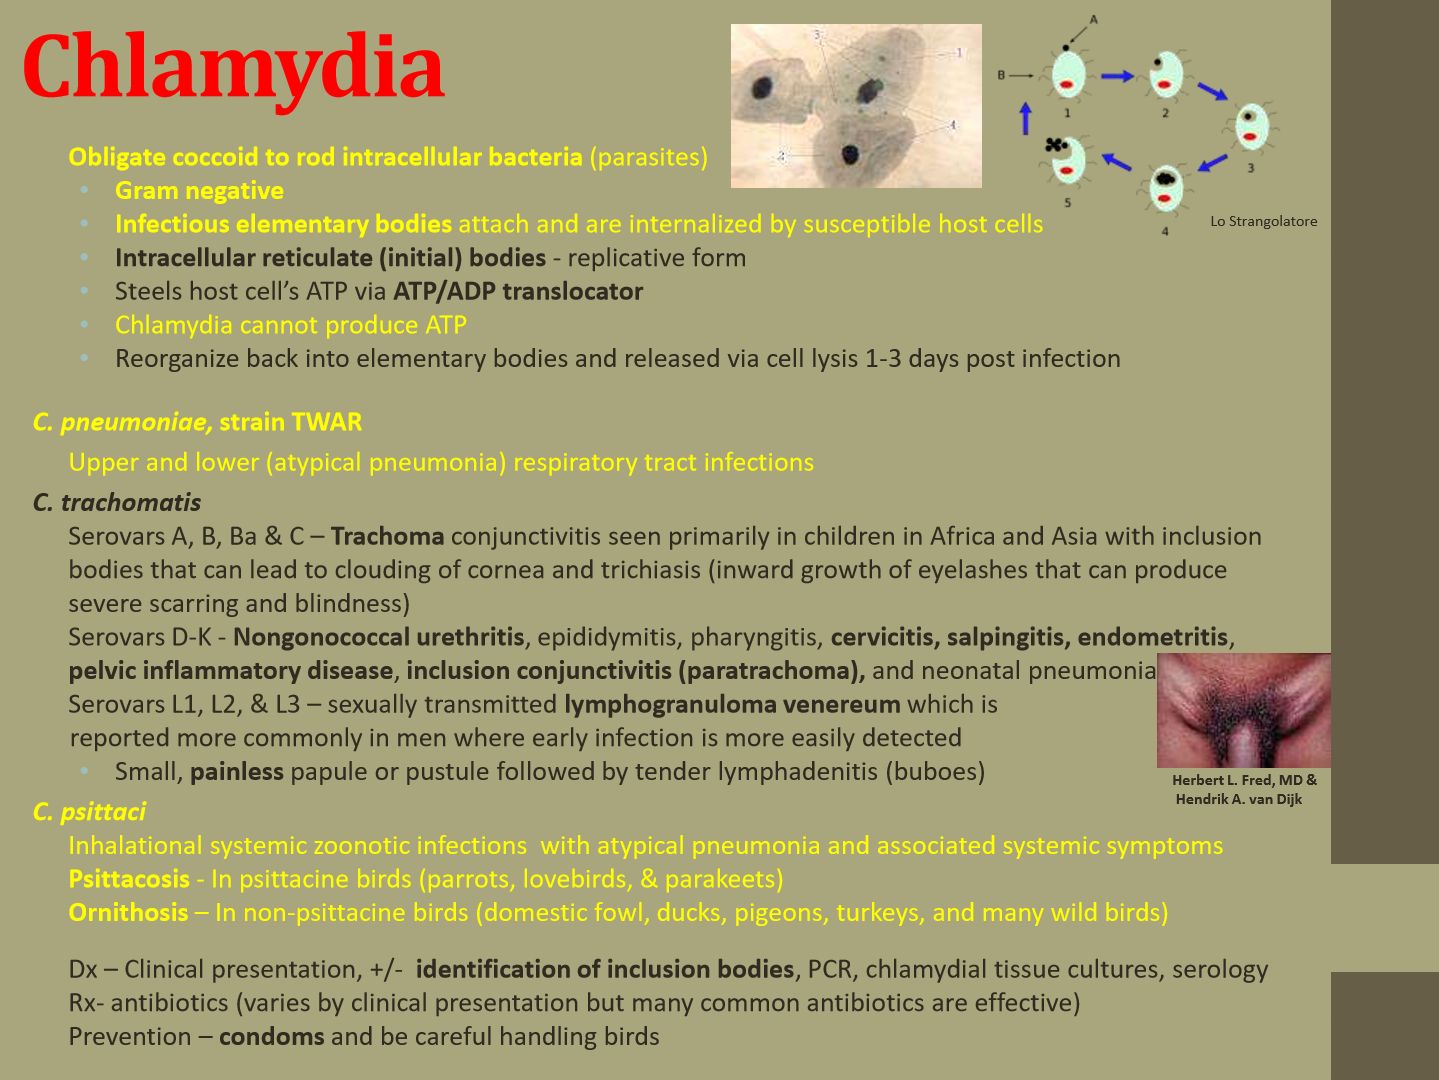 Chlamydia
3
1
4
2
A
B
1
2
3
4
5
Lo Strangolatore
Obligate coccoid to rod intracellular bacteria (parasites)
• Gram negative
• Infectious elementary bodies attach and are internalized by susceptible host cells
• Intracellular reticulate (initial) bodies - replicative form
• Steels host cell’s ATP via ATP/ADP translocator
• Chlamydia cannot produce ATP
• Reorganize back into elementary bodies and released via cell lysis 1-3 days post infection
C. pneumoniae, strain TWAR
Upper and lower (atypical pneumonia) respiratory tract infections
C. trachomatis
Serovars A, B, Ba & C – Trachoma conjunctivitis seen primarily in children in Africa and Asia with inclusion
bodies that can lead to clouding of cornea and trichiasis (inward growth of eyelashes that can produce
severe scarring and blindness)
Serovars D-K - Nongonococcal urethritis, epididymitis, pharyngitis, cervicitis, salpingitis, endometritis,
pelvic inflammatory disease, inclusion conjunctivitis (paratrachoma), and neonatal pneumonia
Serovars L1, L2, & L3 – sexually transmitted lymphogranuloma venereum which is
reported more commonly in men where early infection is more easily detected
• Small, painless papule or pustule followed by tender lymphadenitis (buboes)
Herbert L. Fred, MD &
Hendrik A. van Dijk
C. psittaci
Inhalational systemic zoonotic infections with atypical pneumonia and associated systemic symptoms
Psittacosis - In psittacine birds (parrots, lovebirds, & parakeets)
Ornithosis – In non-psittacine birds (domestic fowl, ducks, pigeons, turkeys, and many wild birds)
Dx – Clinical presentation, +/- identification of inclusion bodies, PCR, chlamydial tissue cultures, serology
Rx- antibiotics (varies by clinical presentation but many common antibiotics are effective)
Prevention – condoms and be careful handling birds